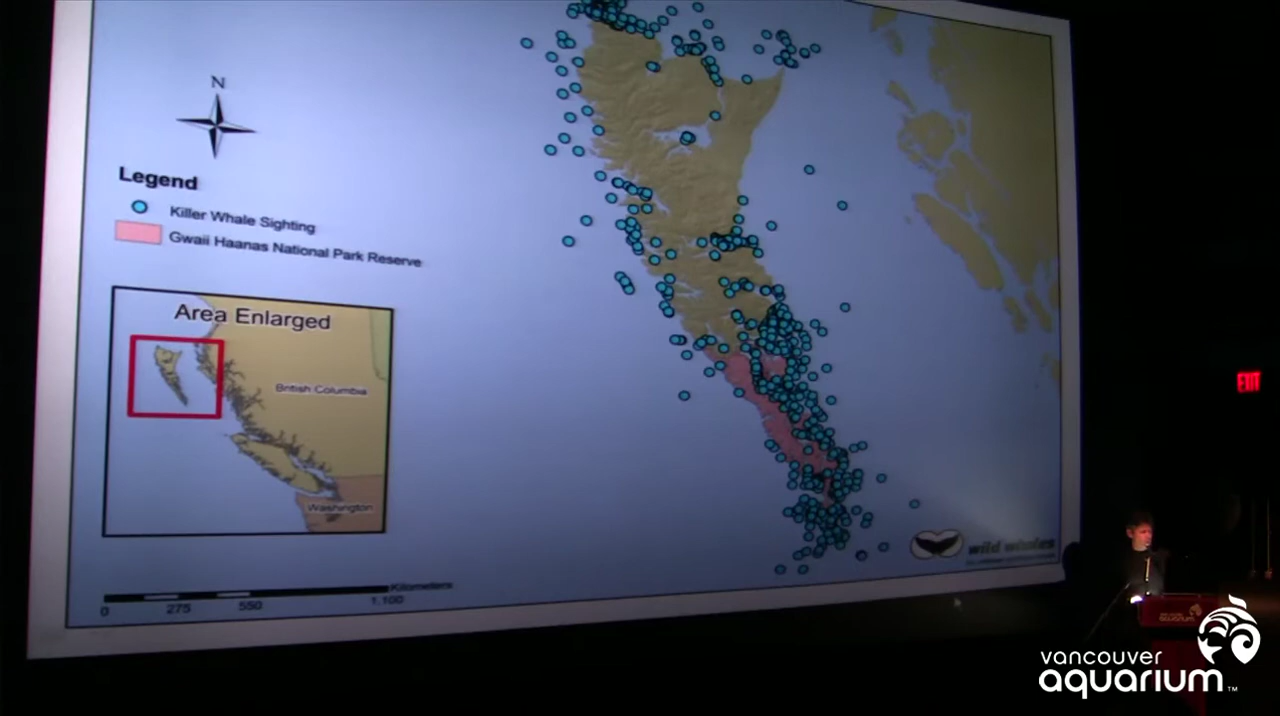 N
Legend
Killer Whale Sighting
Gwaii Haanas National Park Reserve
Area Enlarged
British Columbia
Washington
Kilometers
0 275 550 1,100
wild whales
EXIT
aquarium
vancouver
aquarium™